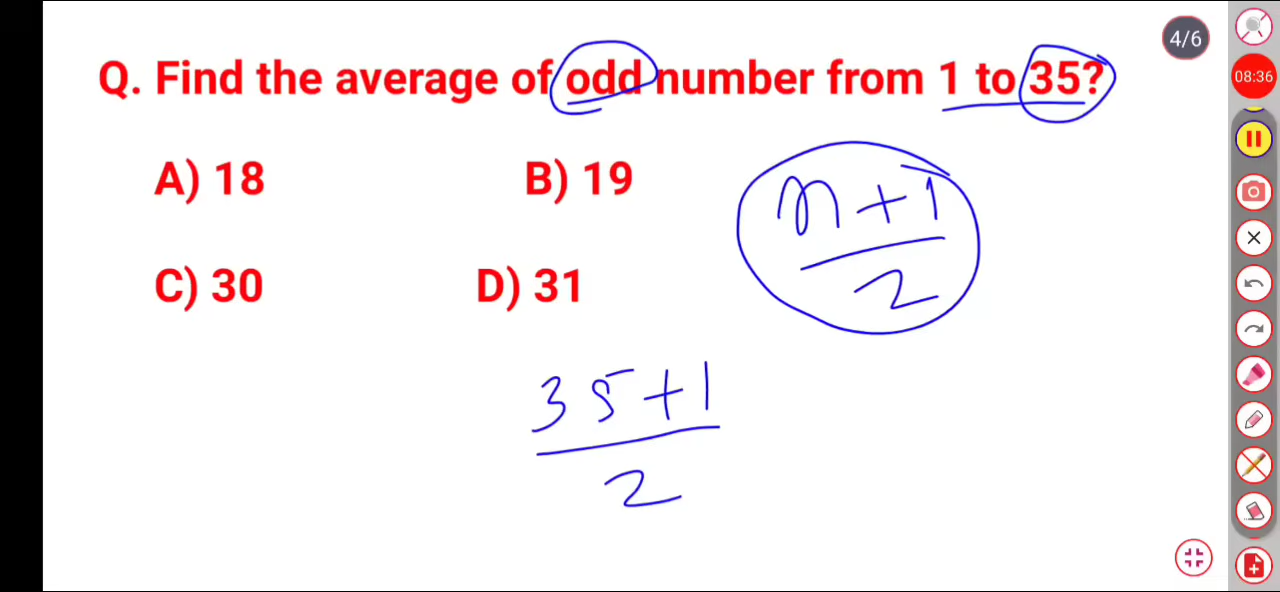 4/6
Q. Find the average of odd number from 1 to 35?
08:36
A) 18 B) 19
n+1
2
C) 30 D) 31
35+1
2